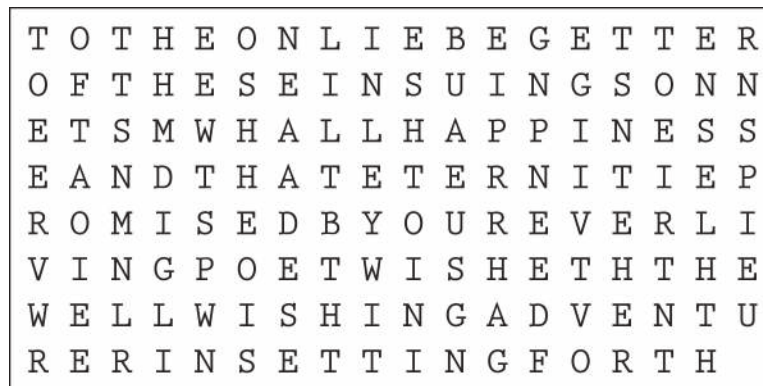 T O T H E O N L I E B E G E T T E R
O F T H E S E I N S U I N G S O N N
E T S M W H A L L H A P P I N E S S
E A N D T H A T E T E R N I T I E P
R O M I S E D B Y O U R E V E R L I
V I N G P O E T W I S H E T H T H E
W E L L W I S H I N G A D V E N T U
R E R I N S E T T I N G F O R T H